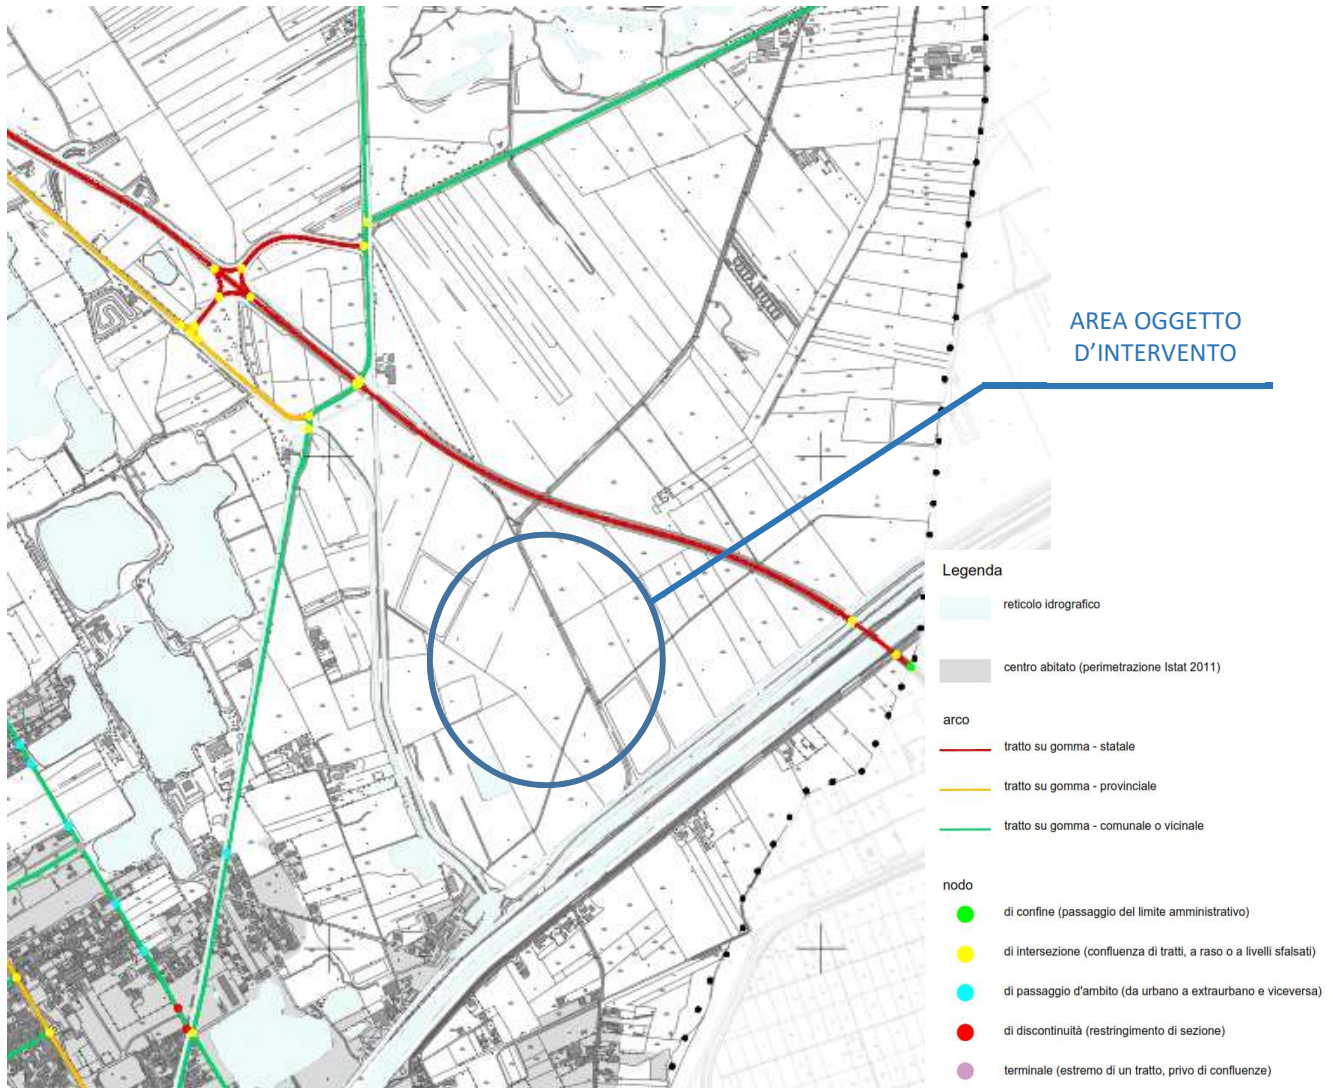 AREA OGGETTO
D’INTERVENTO
Legenda
reticolo idrografico
centro abitato (perimetrazione Istat 2011)
arco
tratto su gomma - statale
tratto su gomma - provinciale
tratto su gomma - comunale o vicinale
nodo
di confine (passaggio del limite amministrativo)
di intersezione (confluenza di tratti, a raso o a livelli sfalsati)
di passaggio d'ambito (da urbano a extraurbano e viceversa)
di discontinuità (restringimento di sezione)
terminale (estremo di un tratto, privo di confluenze)